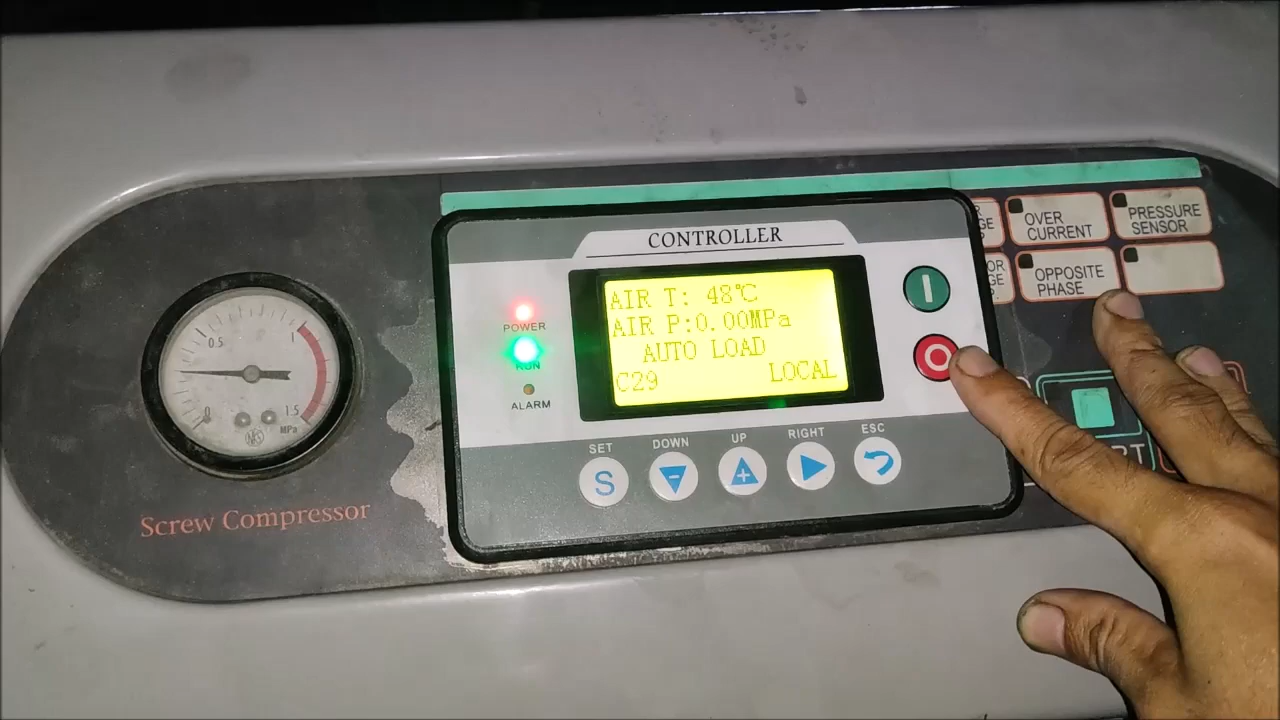 0.5
1
0
1.5
MPa
Screw Compressor
CONTROLLER
POWER
RUN
ALARM
AIR T: 48℃
AIR P:0.00MPa
AUTO LOAD
C29 LOCAL
SET
DOWN
UP
RIGHT
ESC
S
OVER
CURRENT
PRESSURE
SENSOR
OPPOSITE
PHASE